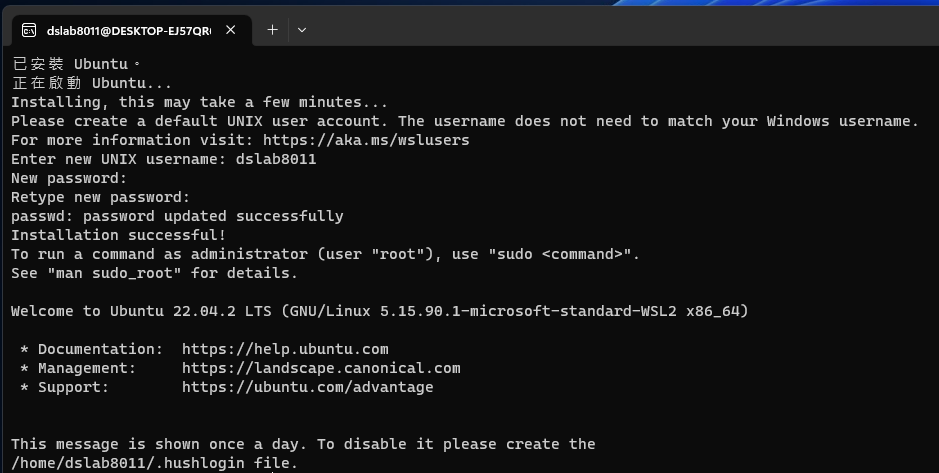 dslab8011@DESKTOP-EJ57QR
已安裝 Ubuntu。
正在啟動 Ubuntu...
Installing, this may take a few minutes...
Please create a default UNIX user account. The username does not need to match your Windows username.
For more information visit: https://aka.ms/wslusers
Enter new UNIX username: dslab8011
New password:
Retype new password:
passwd: password updated successfully
Installation successful!
To run a command as administrator (user "root"), use "sudo <command>".
See "man sudo_root" for details.
Welcome to Ubuntu 22.04.2 LTS (GNU/Linux 5.15.90.1-microsoft-standard-WSL2 x86_64)
* Documentation: https://help.ubuntu.com
* Management: https://landscape.canonical.com
* Support: https://ubuntu.com/advantage
This message is shown once a day. To disable it please create the
/home/dslab8011/.hushlogin file.